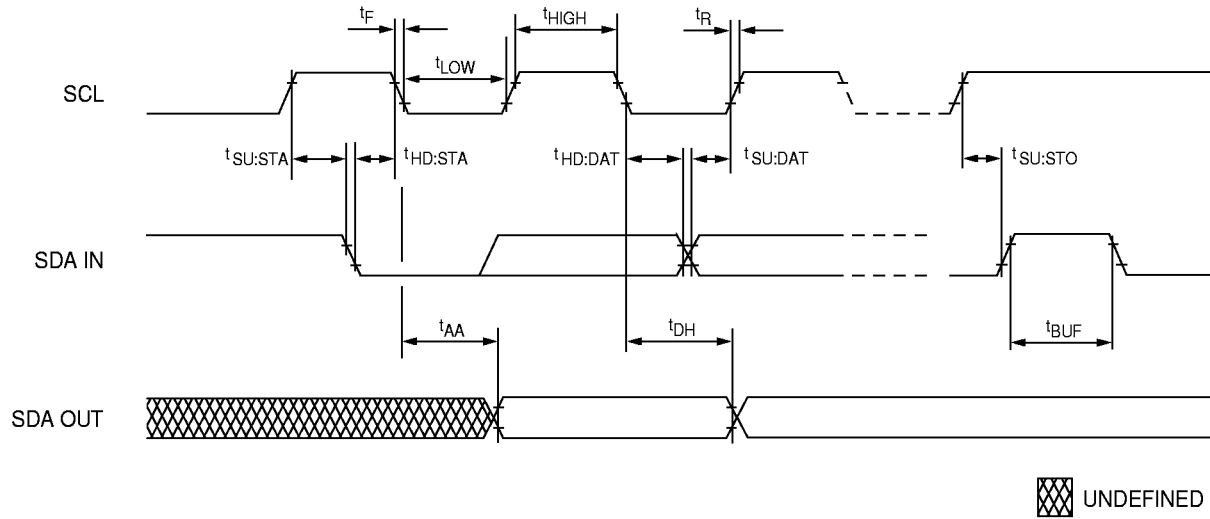 tF
tHIGH
tR
tLOW
SCL
tSU:STA
tHD:STA
tHD:DAT
tSU:DAT
tSU:STO
SDA IN
tAA
tDH
tBUF
SDA OUT
UNDEFINED